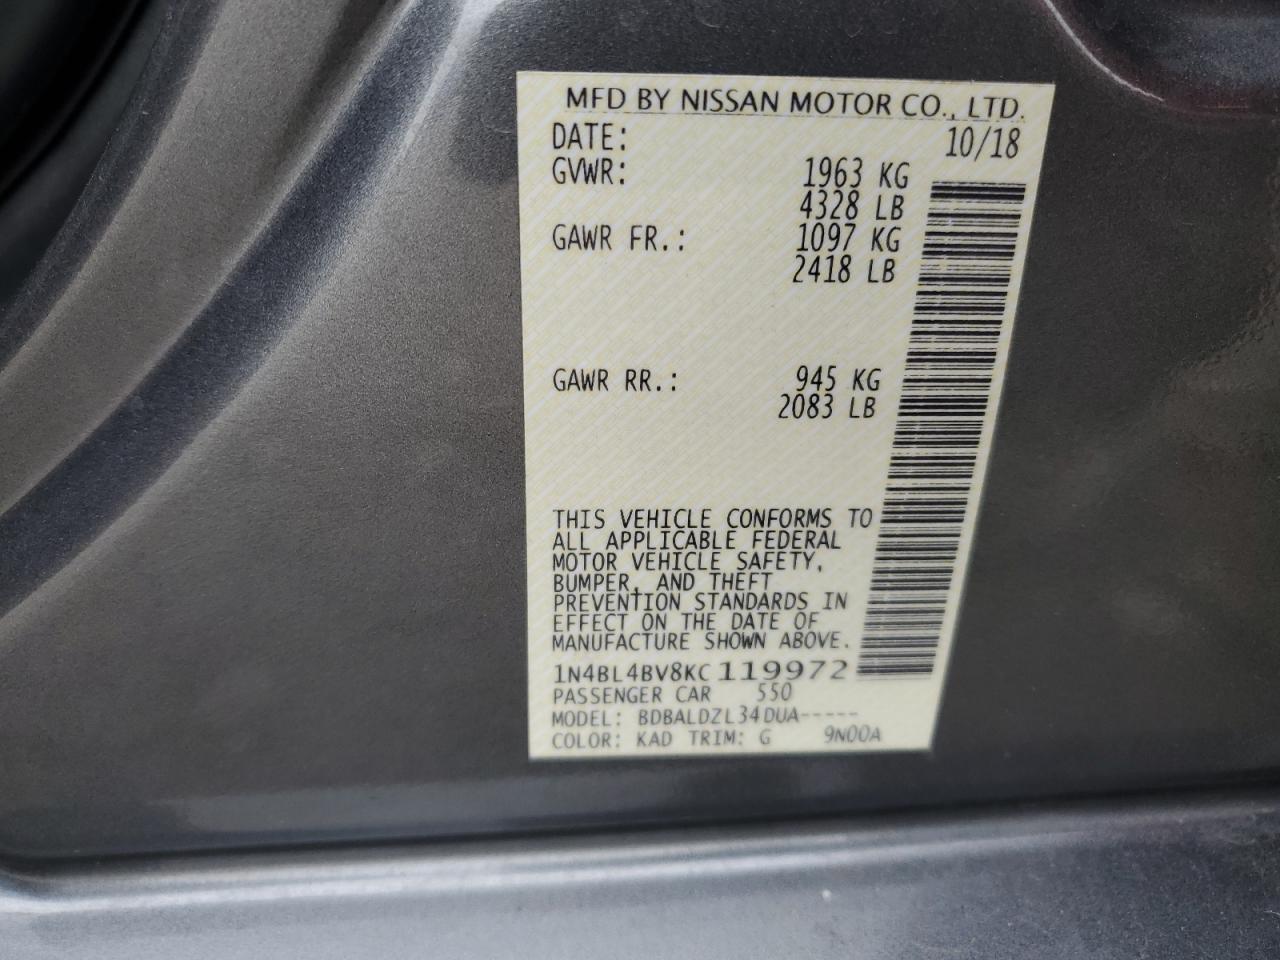 MFD BY NISSAN MOTOR CO., LTD.
DATE: 10/18
GVWR: 1963 KG
4328 LB
GAWR FR.: 1097 KG
2418 LB
GAWR RR.: 945 KG
2083 LB
THIS VEHICLE CONFORMS TO
ALL APPLICABLE FEDERAL
MOTOR VEHICLE SAFETY,
BUMPER, AND THEFT
PREVENTION STANDARDS IN
EFFECT ON THE DATE OF
MANUFACTURE SHOWN ABOVE.
1N4BL4BV8KC119972
PASSENGER CAR 550
MODEL: BDBALDZL34DUA-----
COLOR: KAD TRIM: G 9N00A